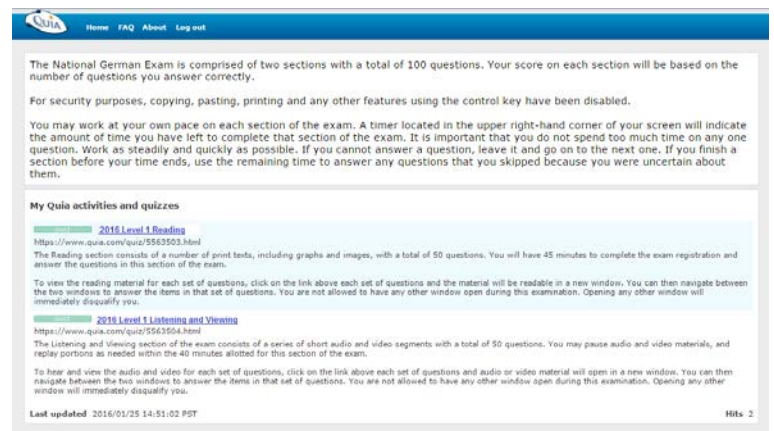 QUIA
Home FAQ About Log out
The National German Exam is comprised of two sections with a total of 100 questions. Your score on each section will be based on the
number of questions you answer correctly.
For security purposes, copying, pasting, printing and any other features using the control key have been disabled.
You may work at your own pace on each section of the exam. A timer located in the upper right-hand corner of your screen will indicate
the amount of time you have left to complete that section of the exam. It is important that you do not spend too much time on any one
question. Work as steadily and quickly as possible. If you cannot answer a question, leave it and go on to the next one. If you finish a
section before your time ends, use the remaining time to answer any questions that you skipped because you were uncertain about
them.
My Quia activities and quizzes
2016 Level 1 Reading
https://www.quia.com/quiz/5563503.html
The Reading section consists of a number of print texts, including graphs and images, with a total of 50 questions. You will have 45 minutes to complete the exam registration and
answer the questions in this section of the exam.
To view the reading material for each set of questions, click on the link above each set of questions and the material will be readable in a new window. You can then navigate between
the two windows to answer the items in that set of questions. You are not allowed to have any other window open during this examination. Opening any other window will
immediately disqualify you.
2016 Level 1 Listening and Viewing
https://www.quia.com/quiz/5563504.html
The Listening and Viewing section of the exam consists of a series of short audio and video segments with a total of 50 questions. You may pause audio and video materials, and
replay portions as needed within the 40 minutes allotted for this section of the exam.
To hear and view the audio and video for each set of questions, click on the link above each set of questions and audio or video material will open in a new window. You can then
navigate between the two windows to answer the items in that set of questions. You are not allowed to have any other window open during this examination. Opening any other
window will immediately disqualify you.
Last updated 2016/01/25 14:51:02 PST
Hits 2